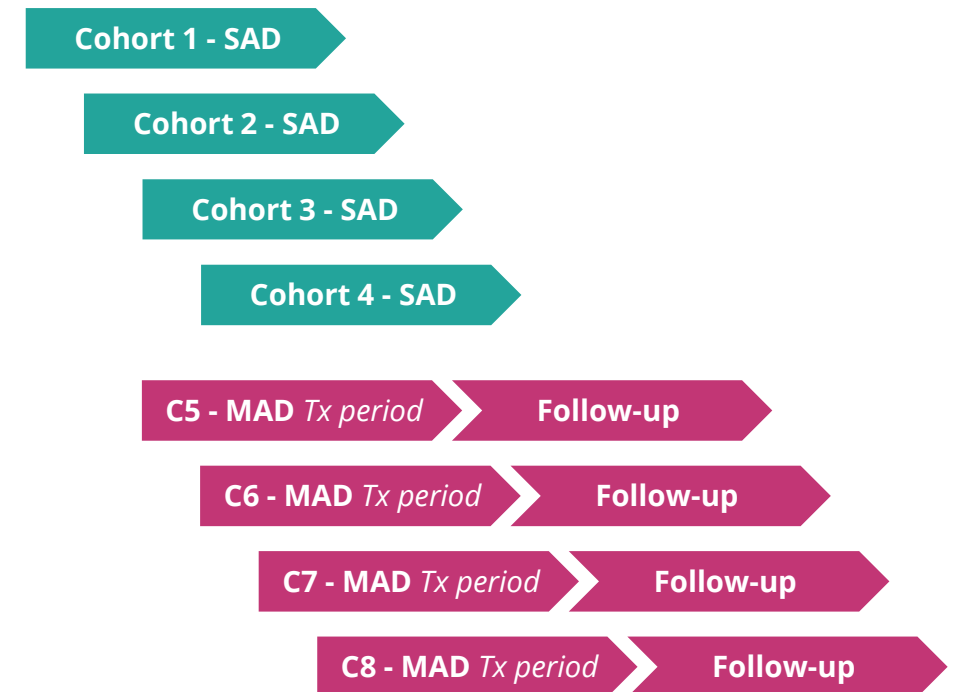 Cohort 1 - SAD
Cohort 2 - SAD
Cohort 3 - SAD
Cohort 4 - SAD
C5 - MAD Tx period Follow-up
C6 - MAD Tx period Follow-up
C7 - MAD Tx period Follow-up
C8 - MAD Tx period Follow-up